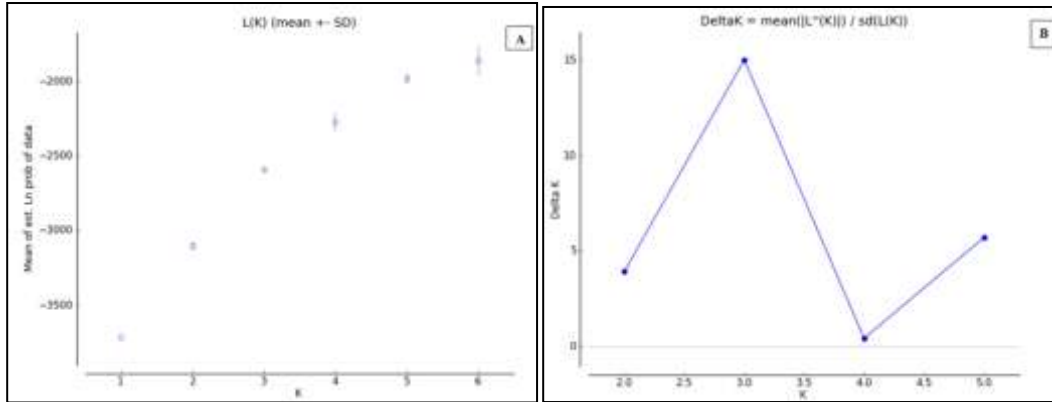 L(K) (mean +- SD)
A
Mean of est. Ln prob of data
−2000
−2500
−3000
−3500
1 2 3 4 5 6
K
DeltaK = mean(|L"(K)|) / sd(L(K))
B
Delta K
15
10
5
0
2.0 2.5 3.0 3.5 4.0 4.5 5.0
K